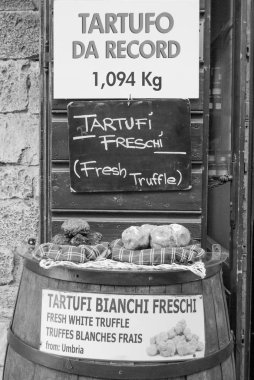 TARTUFO
DA RECORD
1,094 Kg
TARTUFI
FRESCHI
(Fresh
Truffle)
TARTUFI BIANCHI FRESCHI
FRESH WHITE TRUFFLE
TRUFFES BLANCHES FRAIS
from: Umbria